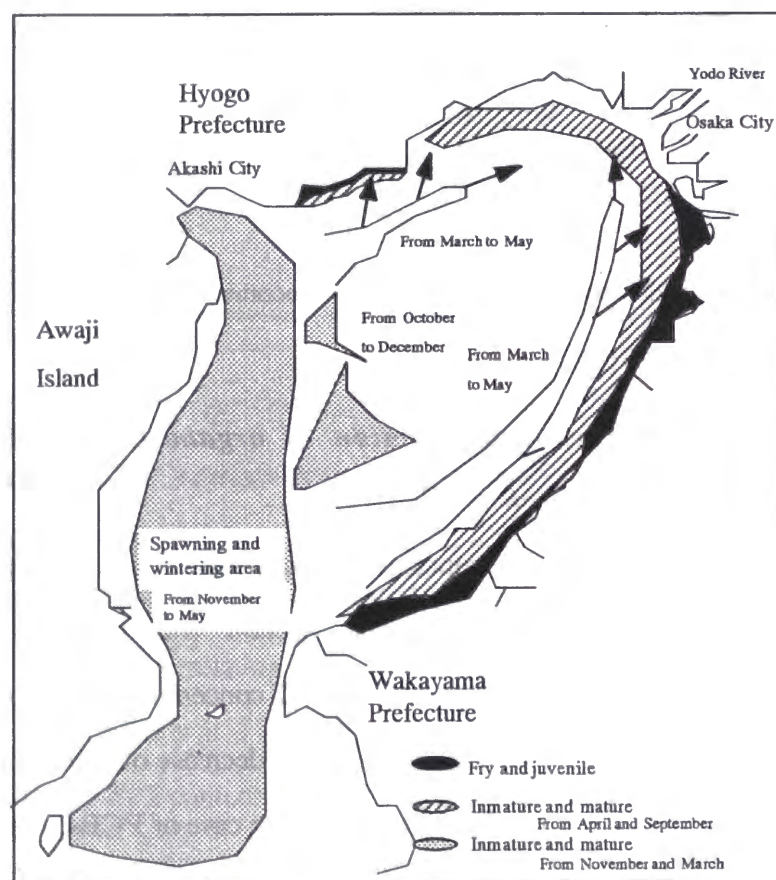 Yodo River
Hyogo
Prefecture
Osaka City
Akashi City
From March to May
From October
to December
Awaji
Island
From March
to May
Spawning and
wintering area
From November
to May
Wakayama
Prefecture
Fry and juvenile
Inmature and mature
From April and September
Inmature and mature
From November and March